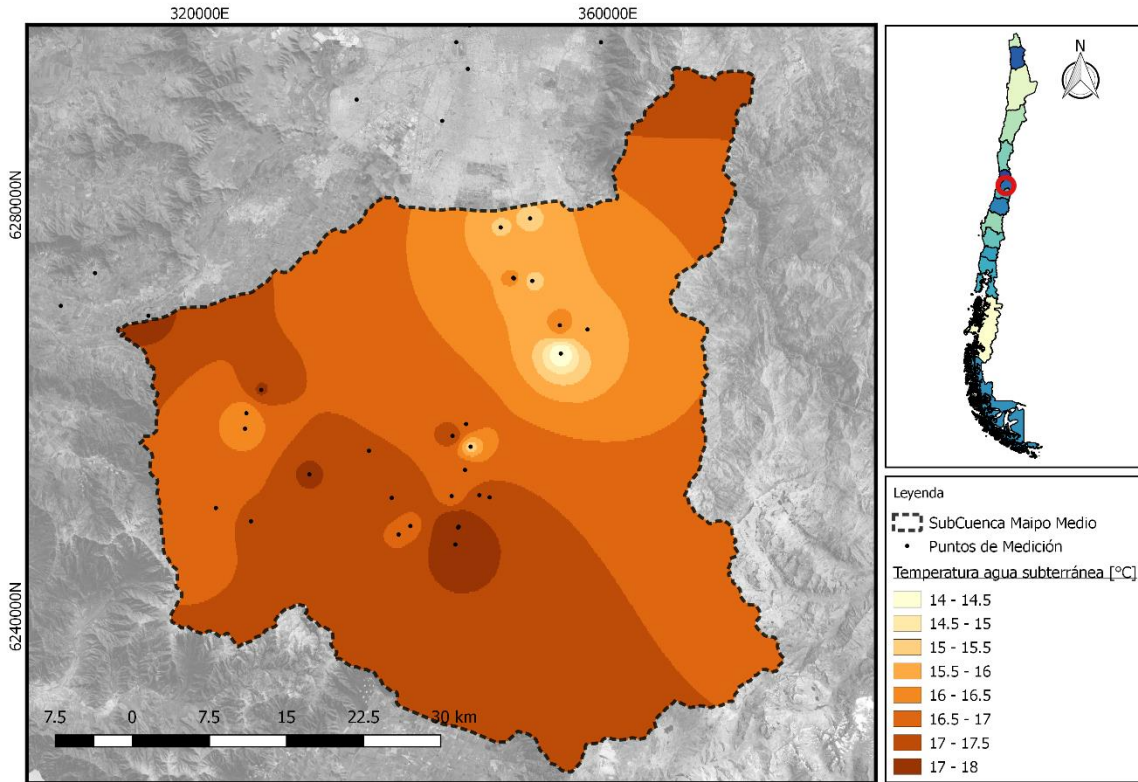 320000E 360000E
N
6280000N
6240000N
7.5 0 7.5 15 22.5 30 km
Leyenda
SubCuenca Maipo Medio
Puntos de Medición
Temperatura agua subterránea [°C]
14 - 14.5
14.5 - 15
15 - 15.5
15.5 - 16
16 - 16.5
16.5 - 17
17 - 17.5
17 - 18